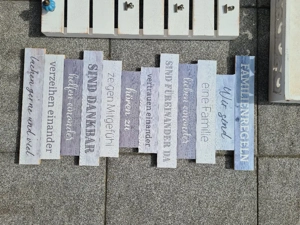 FAMILIENREGELN
Wir sind
eine Familie
lieben einander
SIND FÜREINANDER DA
vertrauen einander
hören zu
zeigen Mitgefühl
SIND DANKBAR
helfen einander
verzeihen einander
lachen gerne und viel